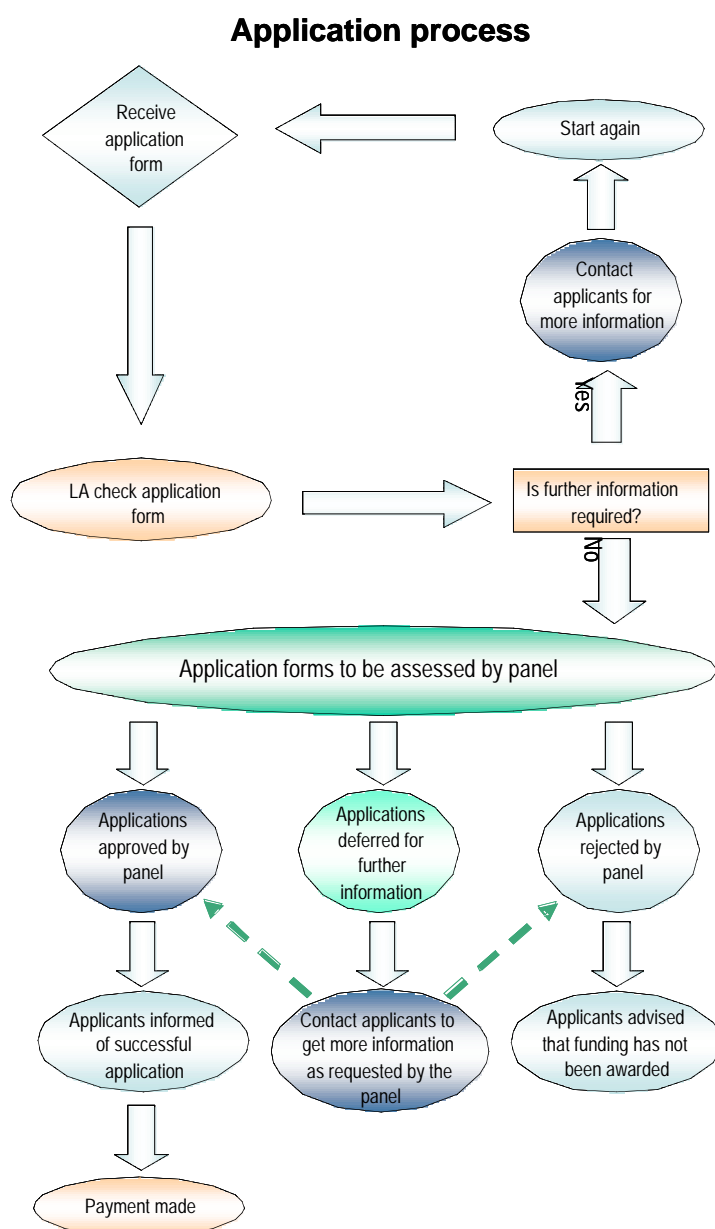 Application process
Receive
application
form
Start again
Contact
applicants for
more information
Yes
LA check application
form
Is further information
required?
No
Application forms to be assessed by panel
Applications
approved by
panel
Applications
deferred for
further
information
Applications
rejected by
panel
Applicants informed
of successful
application
Contact applicants to
get more information
as requested by the
panel
Applicants advised
that funding has not
been awarded
Payment made